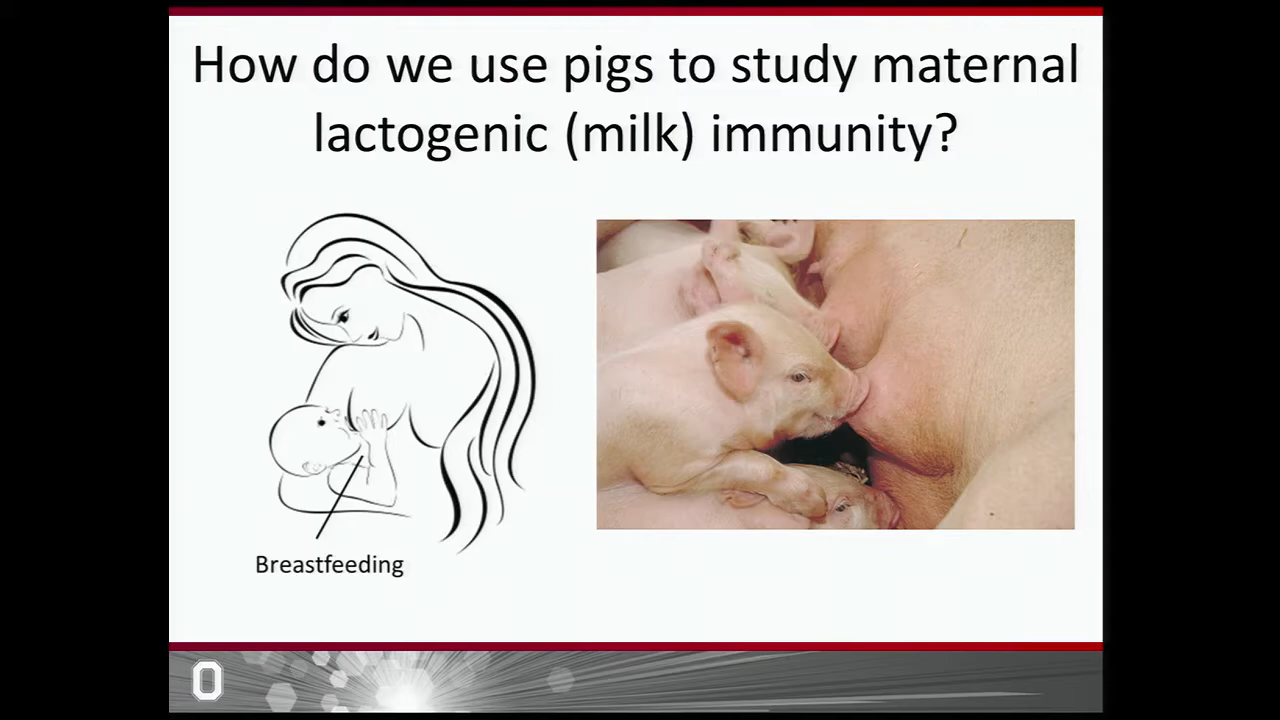 How do we use pigs to study maternal
lactogenic (milk) immunity?
Breastfeeding
O